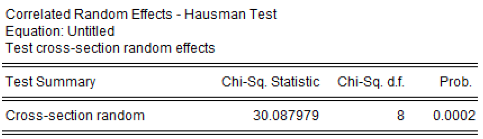 Correlated Random Effects - Hausman Test
Equation: Untitled
Test cross-section random effects
Test Summary Chi-Sq. Statistic Chi-Sq. d.f. Prob.
Cross-section random 30.087979 8 0.0002